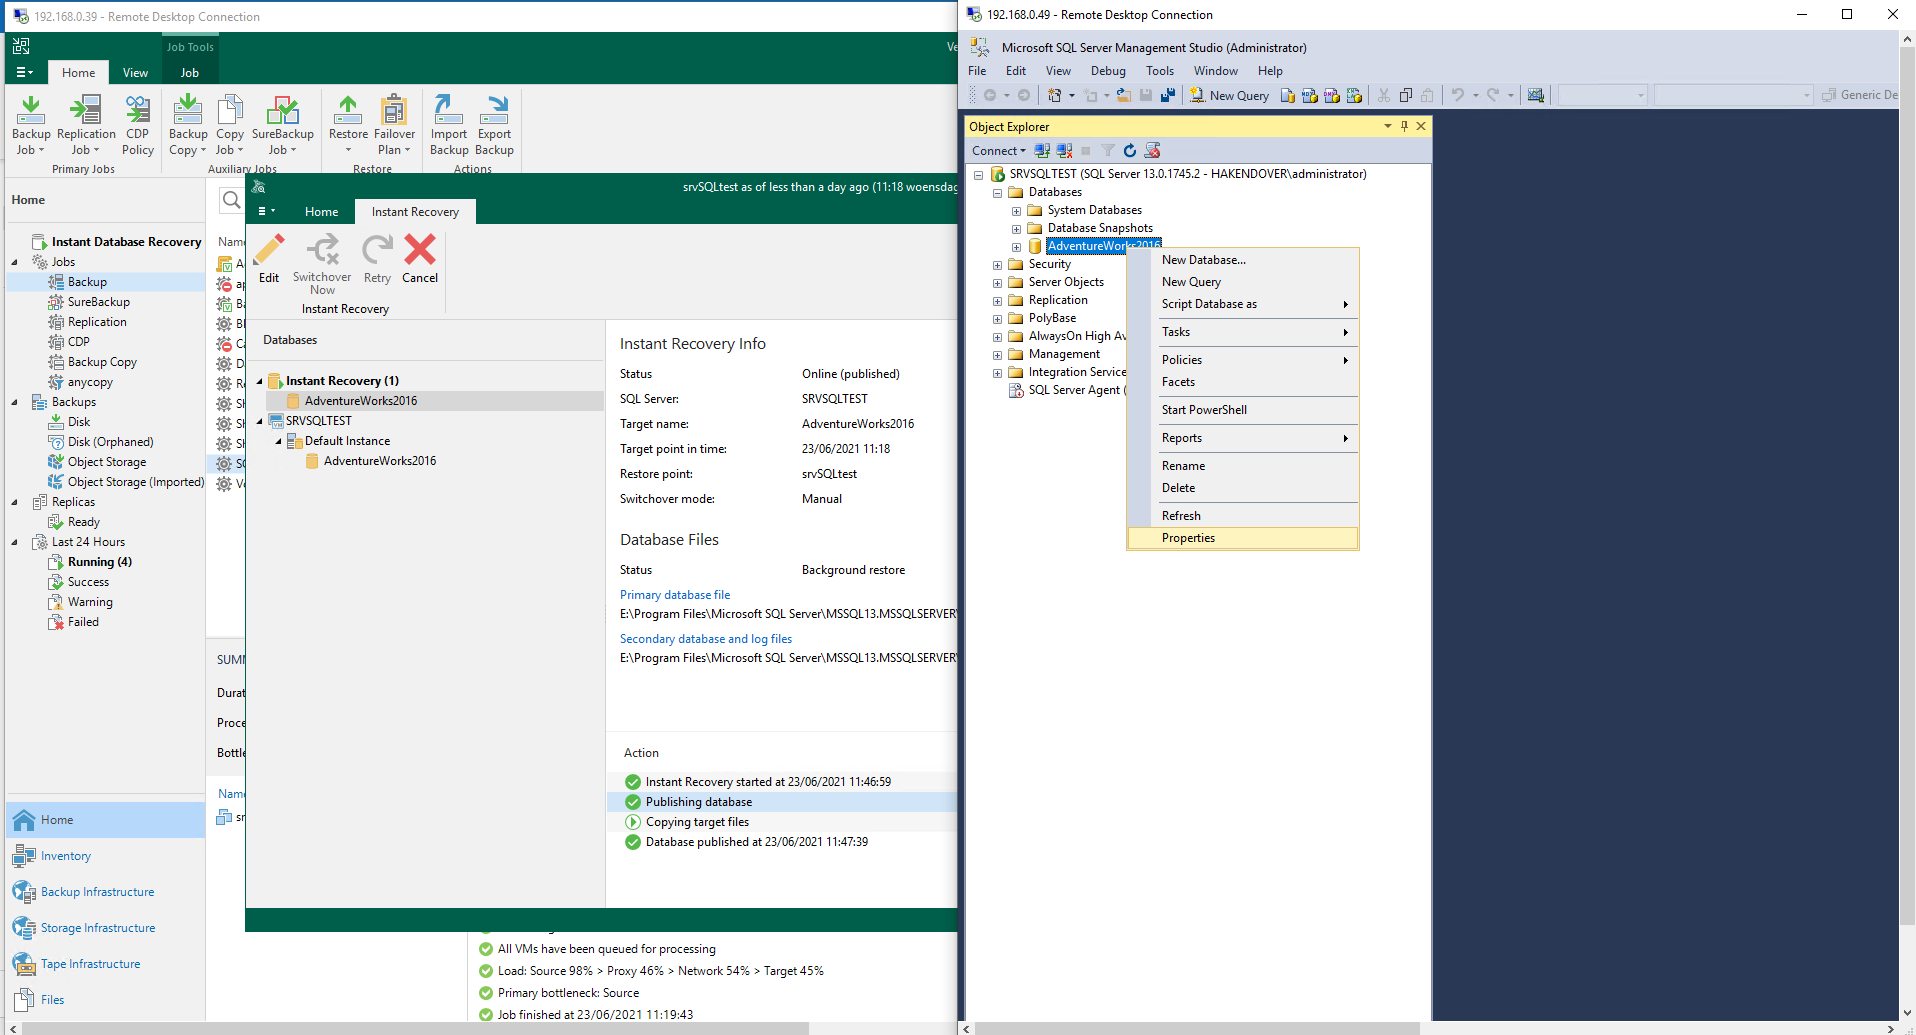 192.168.0.39 - Remote Desktop Connection
Job Tools
Home
View
Job
Backup Job
Replication Job
CDP Policy
Backup Copy
Copy Job
SureBackup Job
Restore
Failover Plan
Import Backup
Export Backup
Primary Jobs
Auxiliary Jobs
Restore
Actions
Home
Instant Database Recovery
Jobs
Backup
SureBackup
Replication
CDP
Backup Copy
anycopy
Backups
Disk
Disk (Orphaned)
Object Storage
Object Storage (Imported)
Replicas
Ready
Last 24 Hours
Running (4)
Success
Warning
Failed
Home
Inventory
Backup Infrastructure
Storage Infrastructure
Tape Infrastructure
Files
srvSQLtest as of less than a day ago (11:18 woensdag
Home
Instant Recovery
Edit
Switchover Now
Retry
Cancel
Instant Recovery
Databases
Instant Recovery (1)
AdventureWorks2016
SRVSQLTEST
Default Instance
AdventureWorks2016
Instant Recovery Info
Status Online (published)
SQL Server: SRVSQLTEST
Target name: AdventureWorks2016
Target point in time: 23/06/2021 11:18
Restore point: srvSQLtest
Switchover mode: Manual
Database Files
Status Background restore
Primary database file
E:\Program Files\Microsoft SQL Server\MSSQL13.MSSQLSERVER\
Secondary database and log files
E:\Program Files\Microsoft SQL Server\MSSQL13.MSSQLSERVER\
Action
Instant Recovery started at 23/06/2021 11:46:59
Publishing database
Copying target files
Database published at 23/06/2021 11:47:39
All VMs have been queued for processing
Load: Source 98% > Proxy 46% > Network 54% > Target 45%
Primary bottleneck: Source
Job finished at 23/06/2021 11:19:43
192.168.0.49 - Remote Desktop Connection
Microsoft SQL Server Management Studio (Administrator)
File Edit View Debug Tools Window Help
New Query
Generic De
Object Explorer
Connect
SRVSQLTEST (SQL Server 13.0.1745.2 - HAKENDOVER\administrator)
Databases
System Databases
Database Snapshots
AdventureWorks2016
Security
Server Objects
Replication
PolyBase
AlwaysOn High Av
Management
Integration Service
SQL Server Agent (
New Database...
New Query
Script Database as
Tasks
Policies
Facets
Start PowerShell
Reports
Rename
Delete
Refresh
Properties